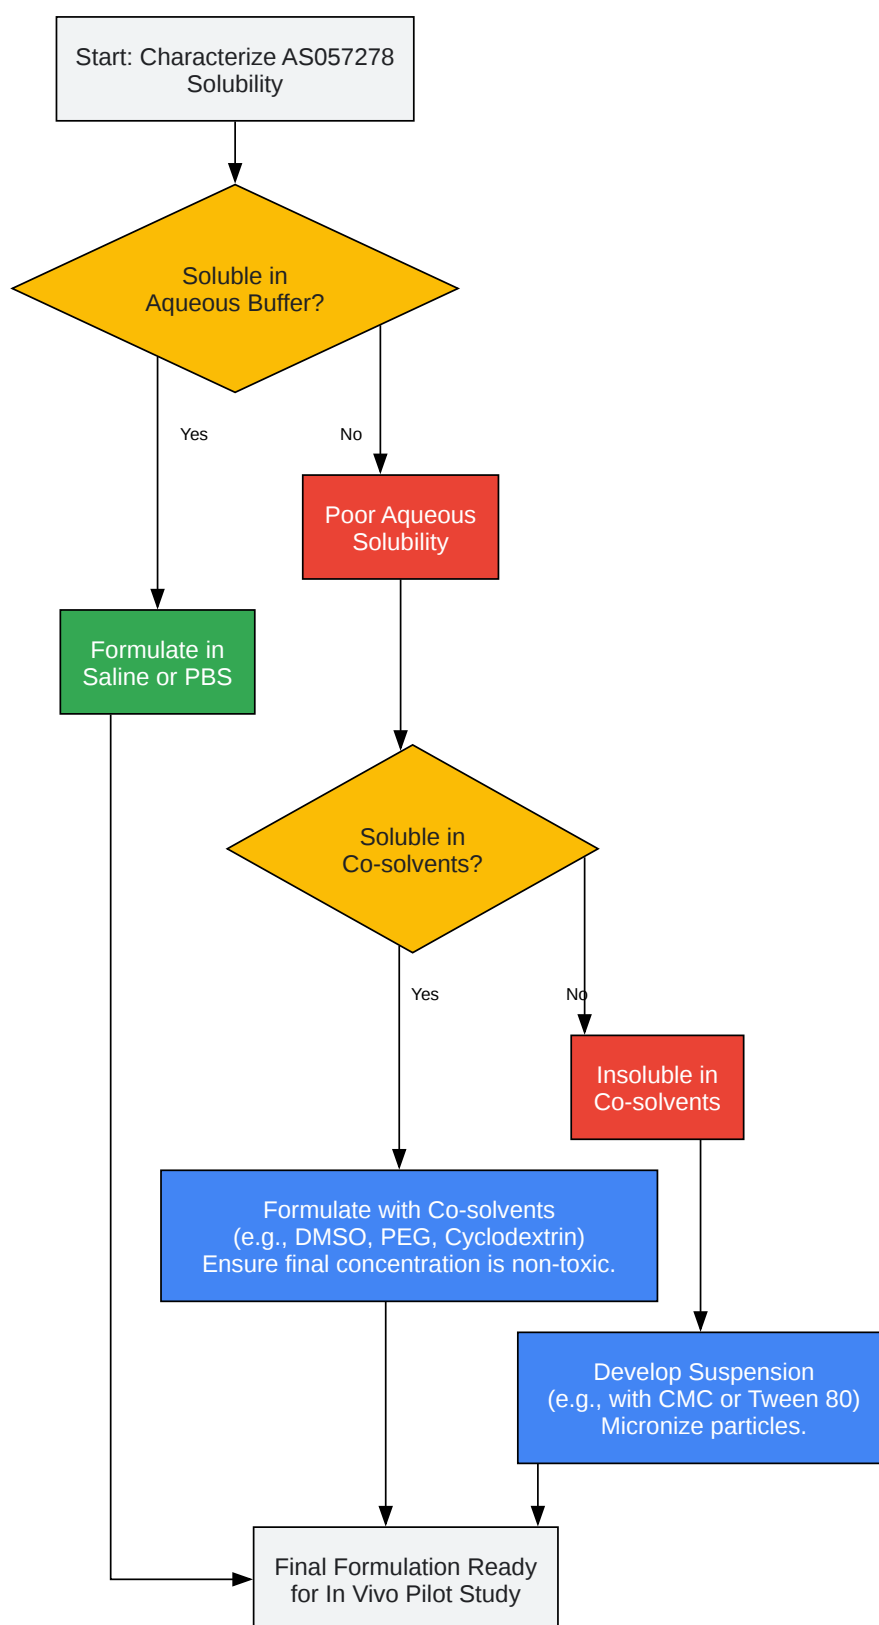 Start: Characterize AS057278
Solubility
Soluble in
Aqueous Buffer?
Yes
No
Poor Aqueous
Solubility
Formulate in
Saline or PBS
Soluble in
Co-solvents?
Yes
No
Insoluble in
Co-solvents
Formulate with Co-solvents
(e.g., DMSO, PEG, Cyclodextrin)
Ensure final concentration is non-toxic.
Develop Suspension
(e.g., with CMC or Tween 80)
Micronize particles.
Final Formulation Ready
for In Vivo Pilot Study